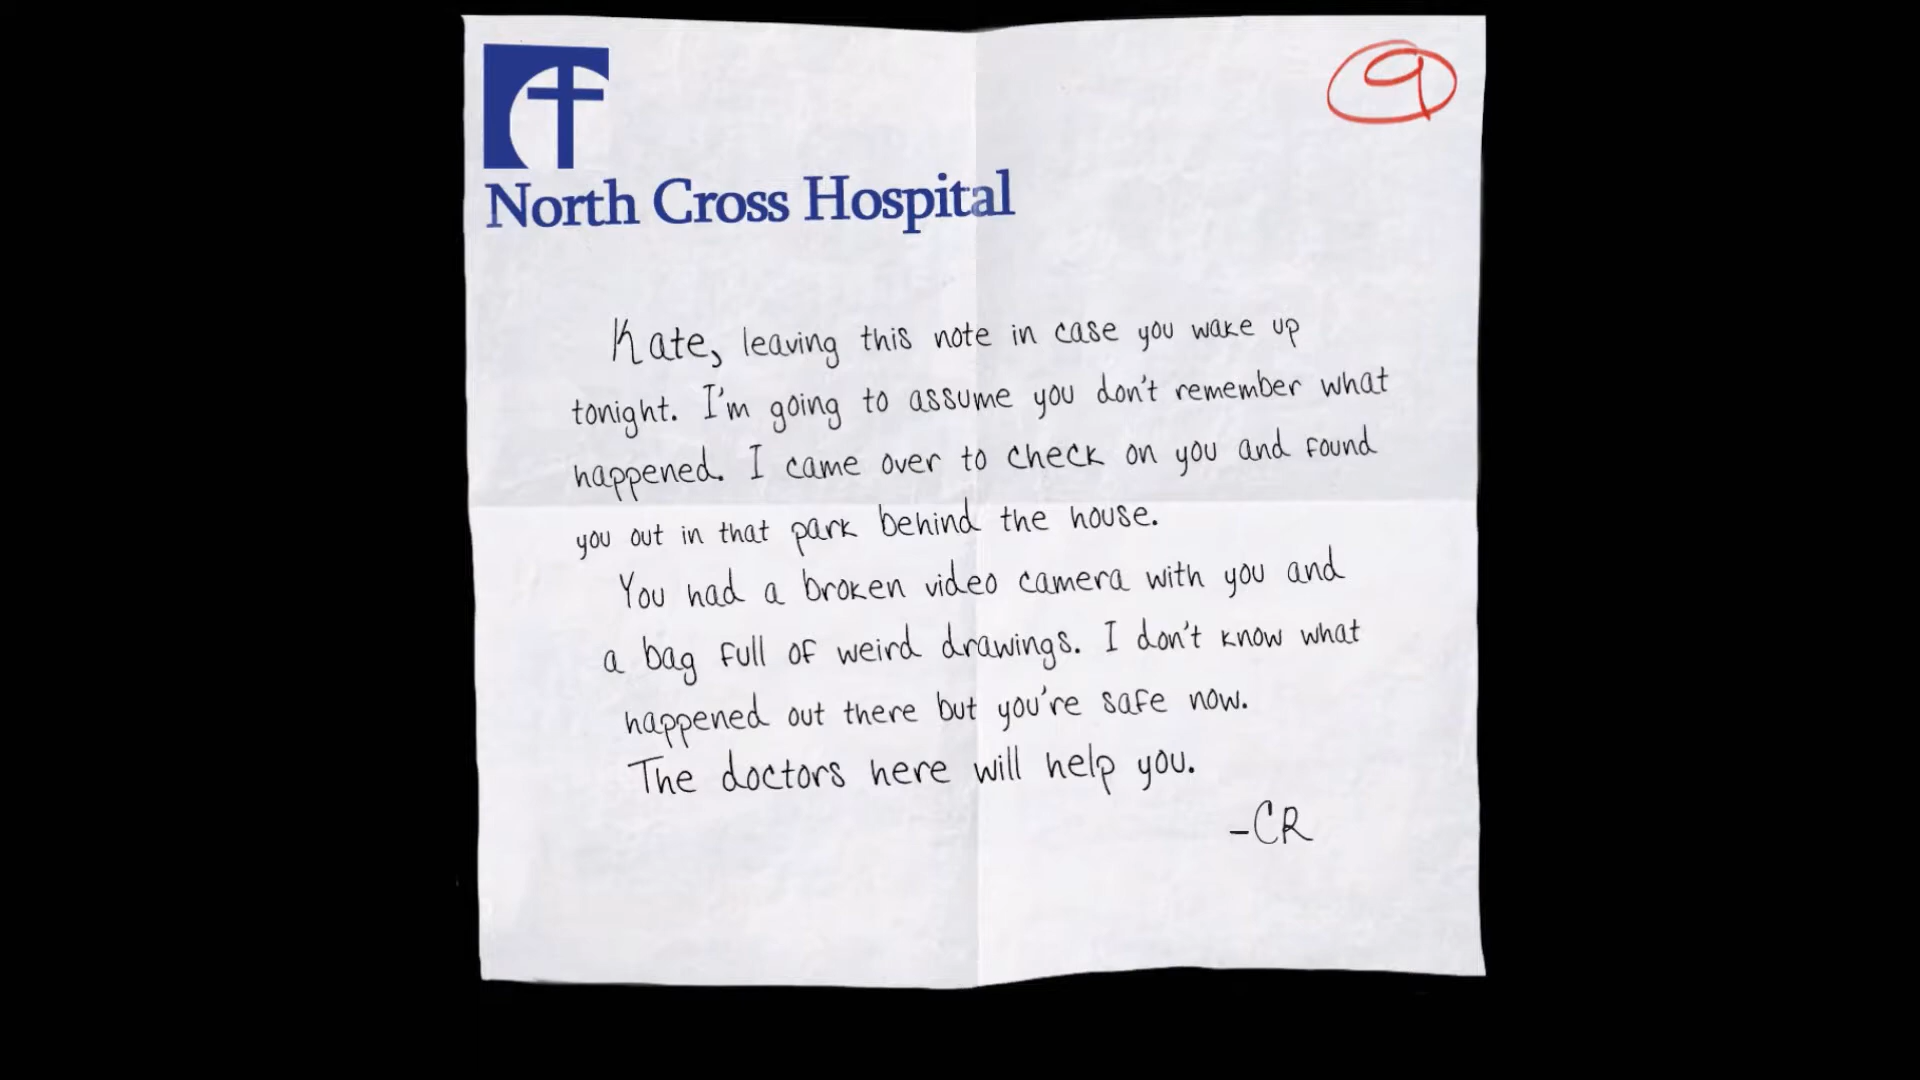 9
North Cross Hospital
Kate, leaving this note in case you wake up
tonight. I'm going to assume you don't remember what
happened. I came over to check on you and found
you out in that park behind the house.
You had a broken video camera with you and
a bag full of weird drawings. I don't know what
happened out there but you're safe now.
The doctors here will help you.
-CR